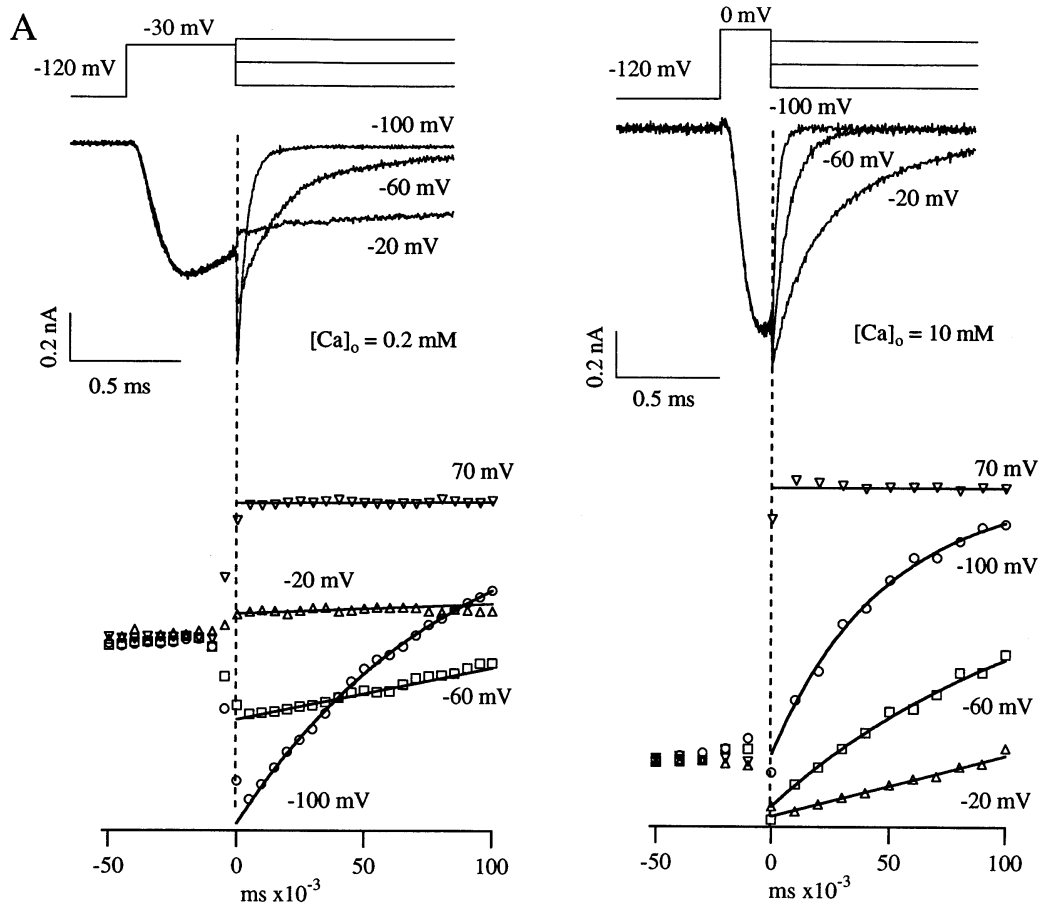 A
-30 mV
-120 mV
-100 mV
-60 mV
-20 mV
0.2 nA
0.5 ms
[Ca]o = 0.2 mM
70 mV
-20 mV
-60 mV
-100 mV
-50
0
50
100
ms x10-3
0 mV
-120 mV
-100 mV
-60 mV
-20 mV
0.2 nA
0.5 ms
[Ca]o = 10 mM
70 mV
-100 mV
-60 mV
-20 mV
-50
0
50
100
ms x10-3